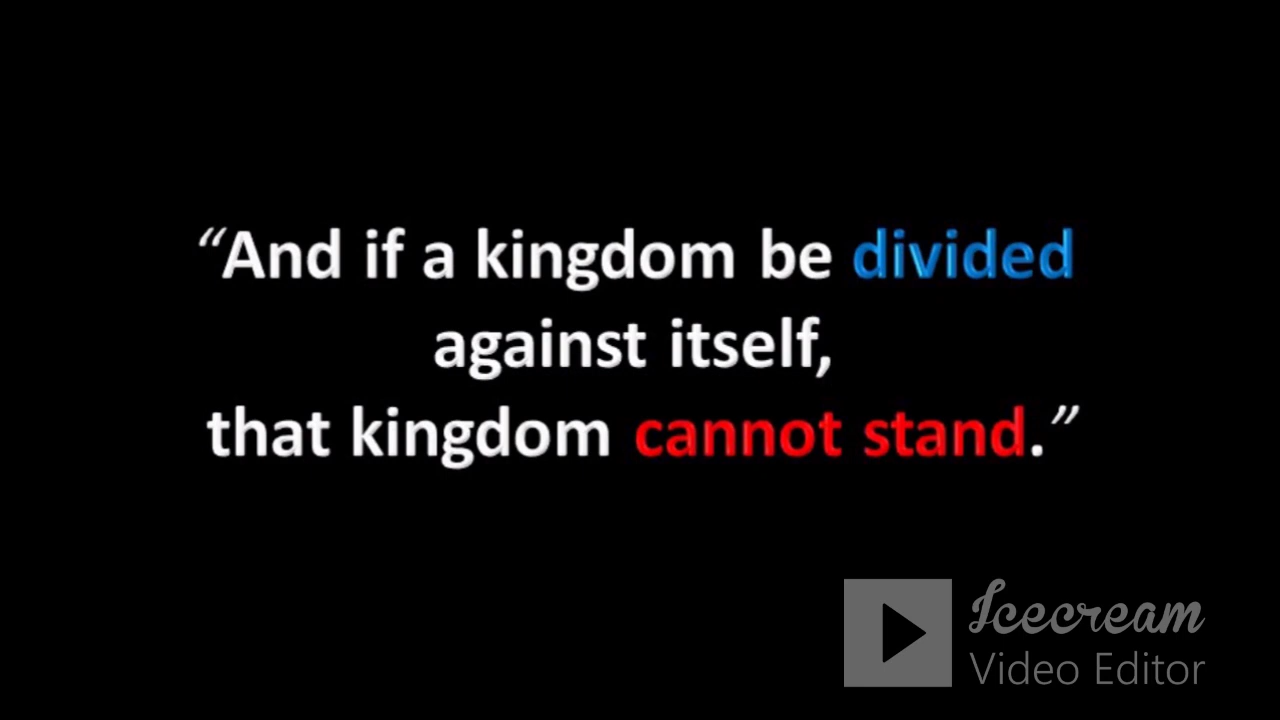 “And if a kingdom be divided
against itself,
that kingdom cannot stand.”
Icecream
Video Editor